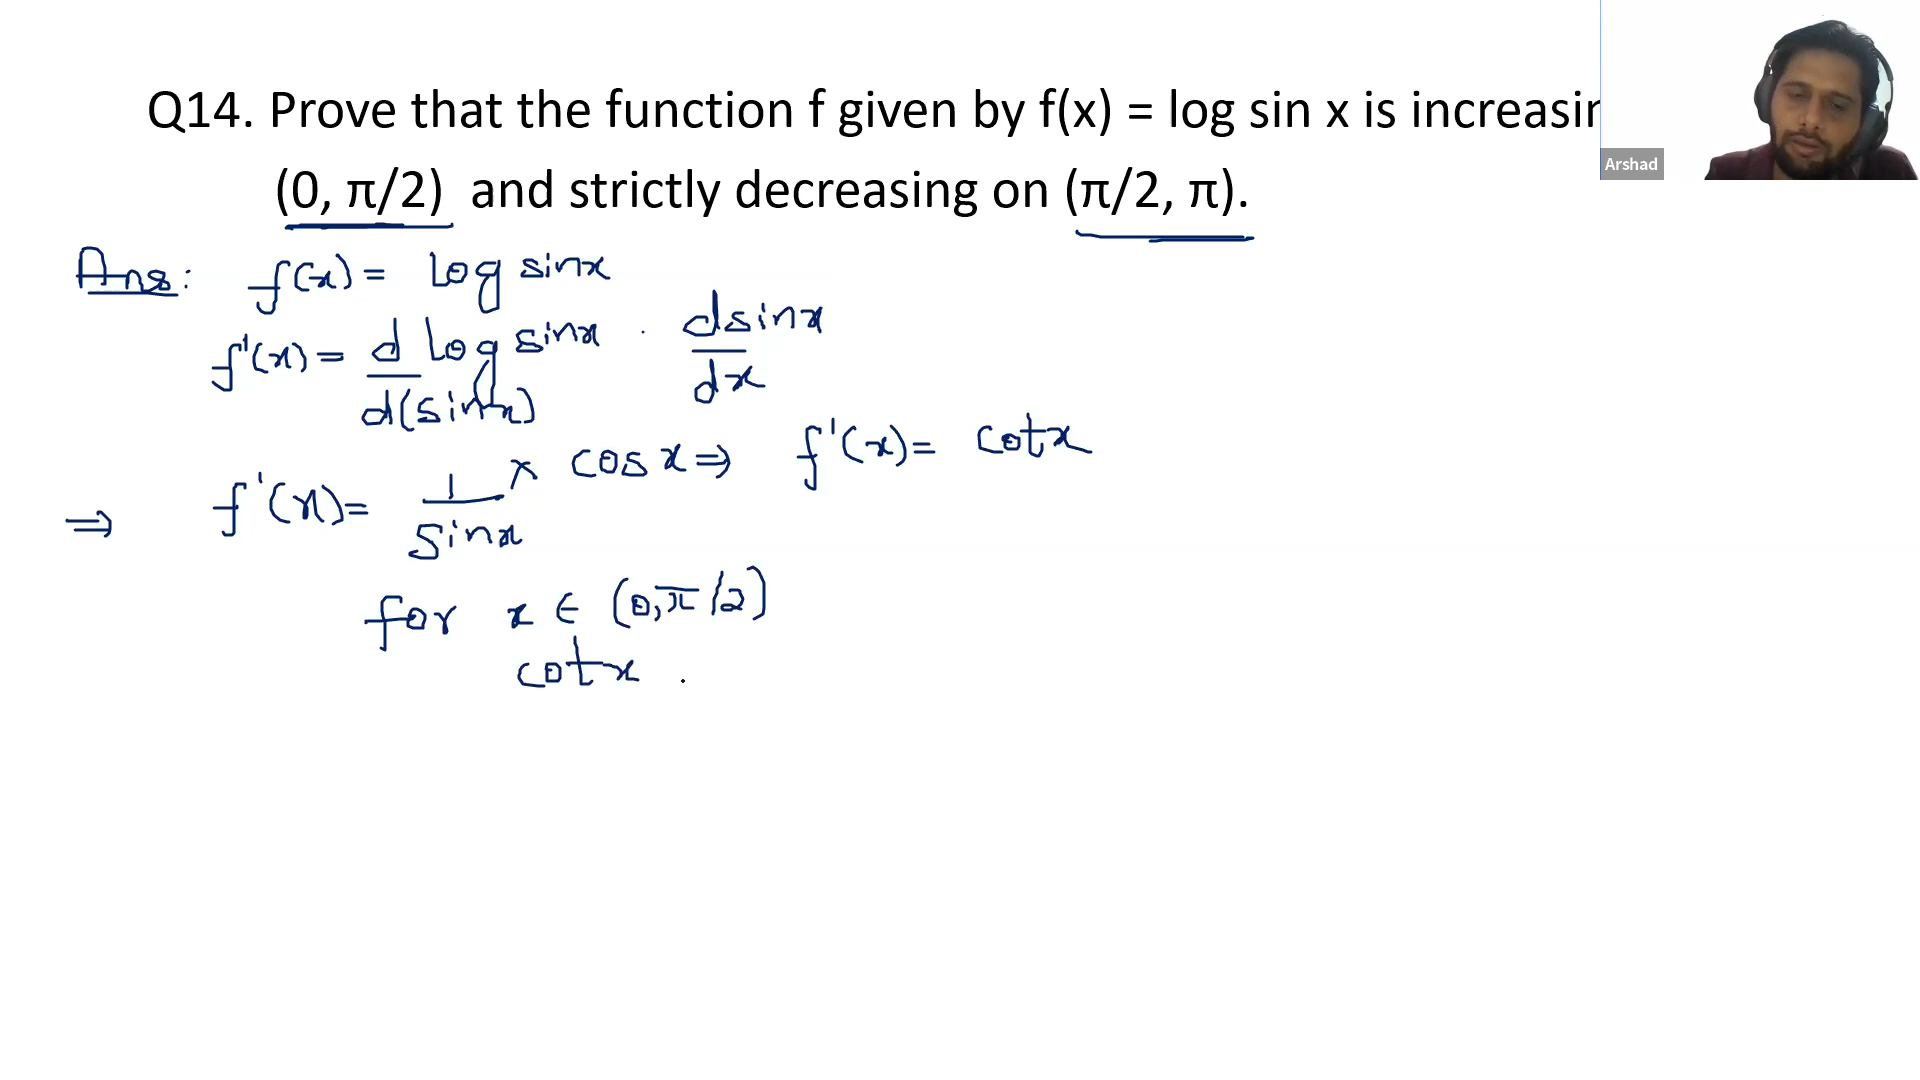 Q14. Prove that the function f given by f(x) = log sin x is increasin
Arshad
(0, π/2) and strictly decreasing on (π/2, π).
Ans: f(x) = log sinx
f'(x) = d log sinx / d(sinx) . dsinx / dx
⇒ f'(x) = 1/sinx × cos x ⇒ f'(x) = cotx
for x ∈ (0, π/2)
cotx .